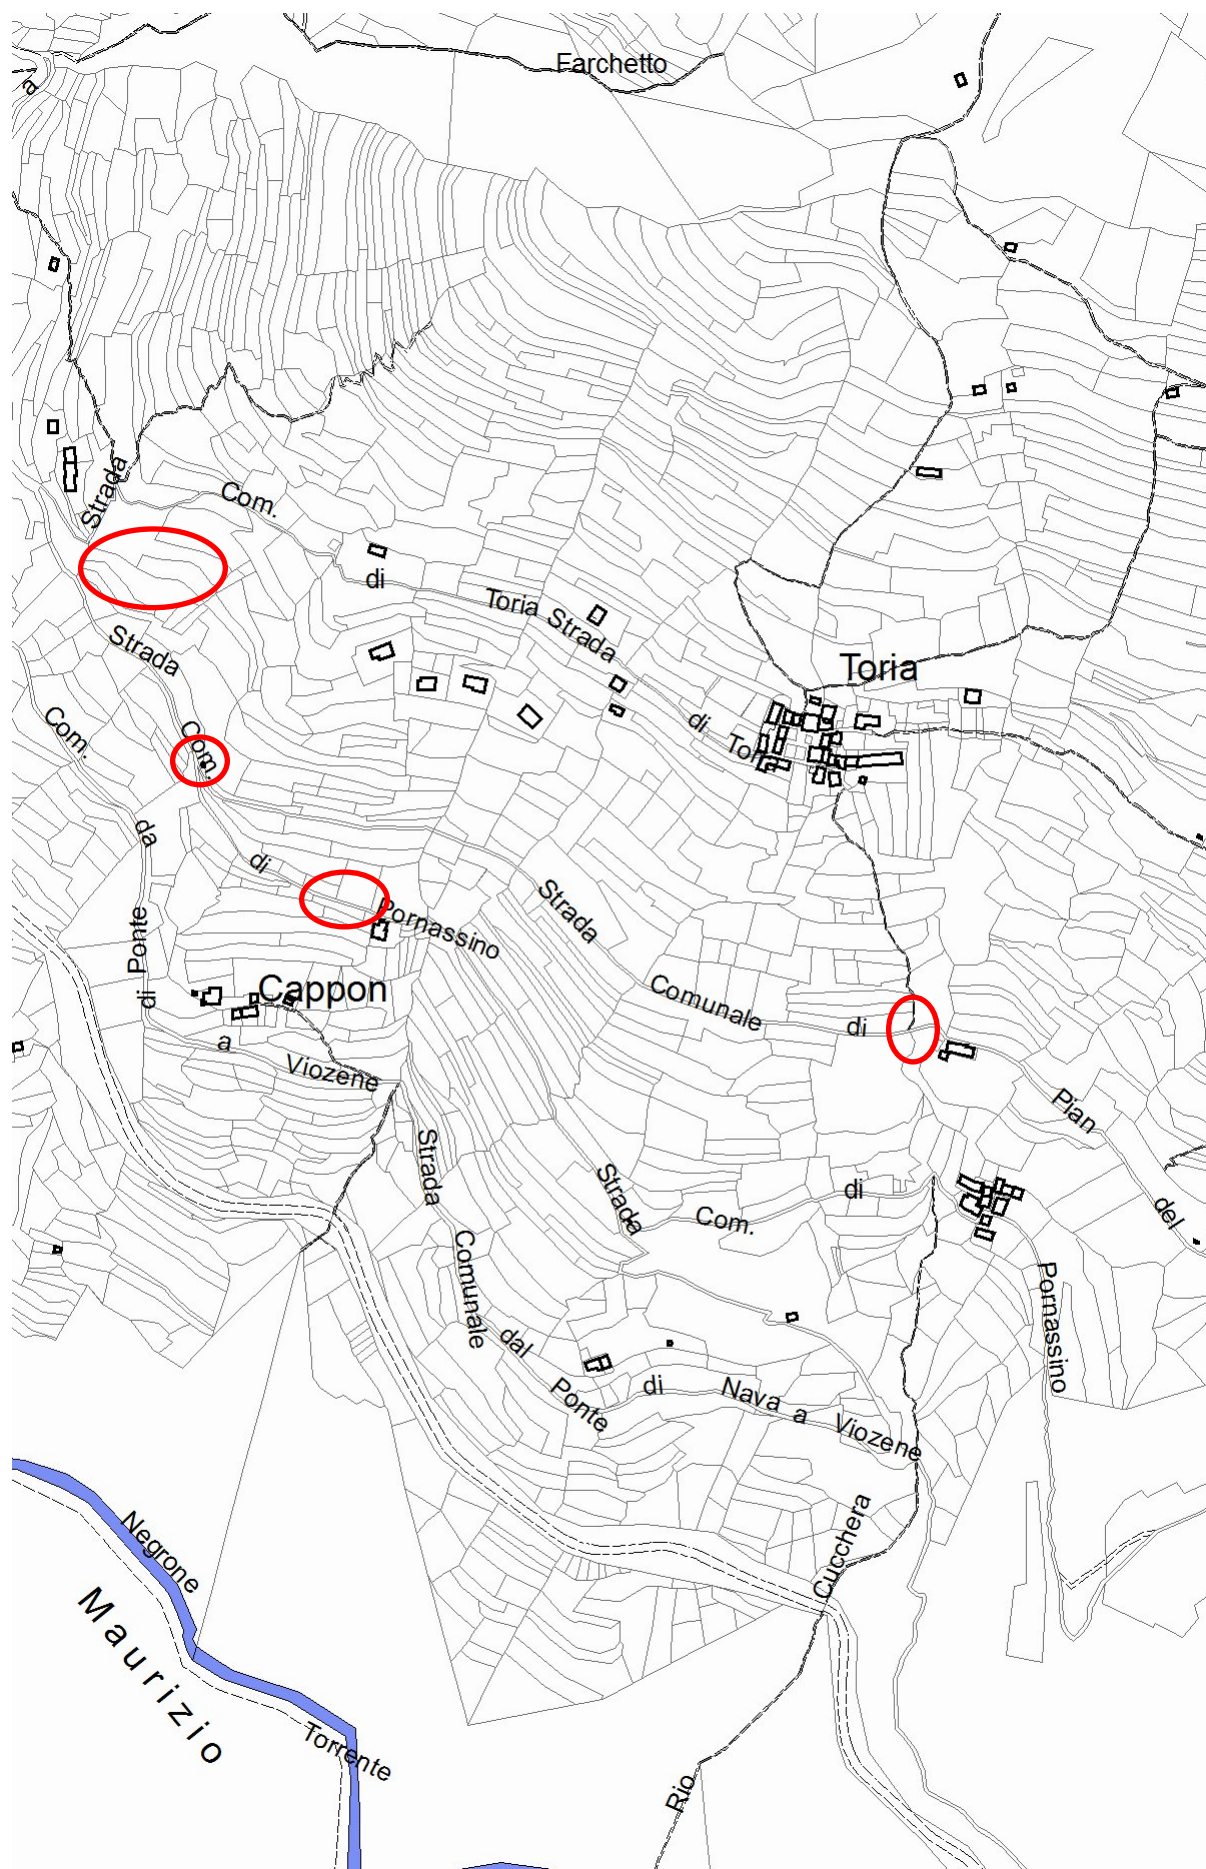 Farchetto
a
Strada
Com.
di
Toria
Strada
di
Toria
Toria
Strada
Com.
di
Pornassino
Com.
da
Ponte
di
a
Viozene
Cappon
Strada
Comunale
di
Pian
del
Strada
Com.
di
Pornassino
Strada
Comunale
dal
Ponte
di
Nava
a
Viozene
Cucchera
Rio
Negrone
Torrente
Maurizio